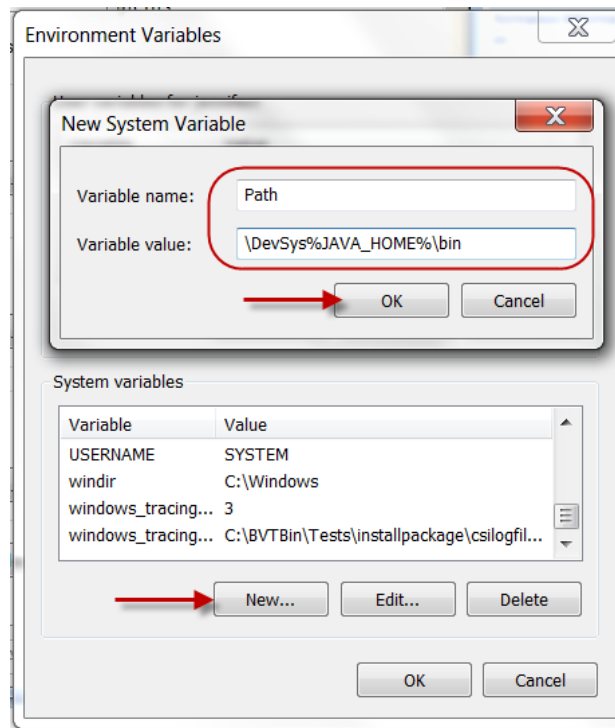 Environment Variables
New System Variable
Variable name: Path
Variable value: \DevSys%JAVA_HOME%\bin
OK Cancel
System variables
Variable Value
USERNAME SYSTEM
windir C:\Windows
windows_tracing... 3
windows_tracing... C:\BVTBin\Tests\installpackage\csilogfil...
New... Edit... Delete
OK Cancel